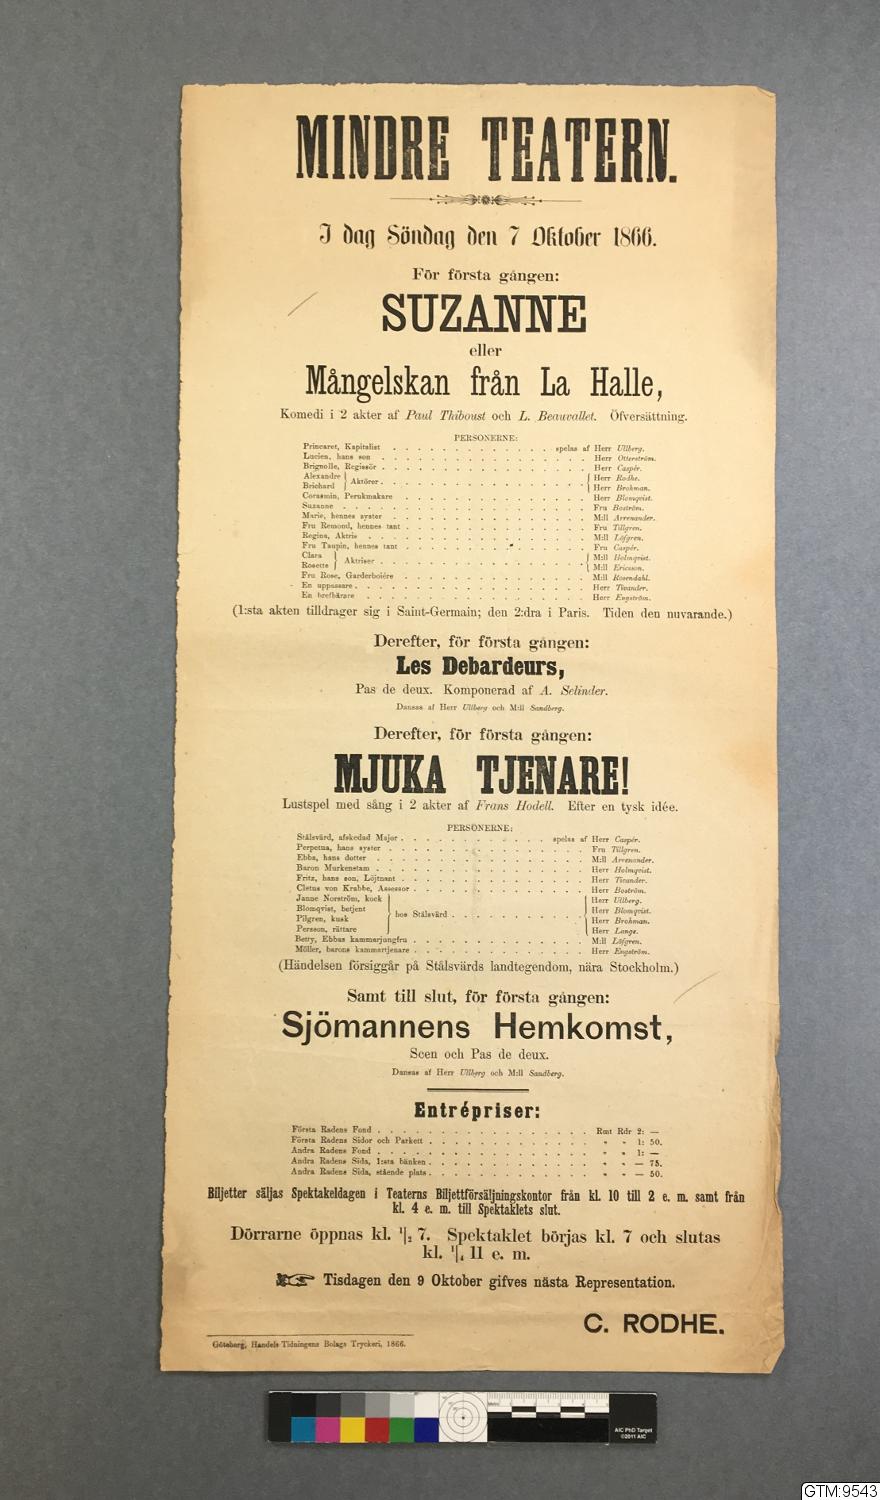 MINDRE TEATERN.
I dag Söndag den 7 Oktober 1866.
För första gången:
SUZANNE
eller
Mångelskan från La Halle,
Komedi i 2 akter af Paul Thiboust och L. Beauvallet. Öfversättning.
PERSONERNE:
Princaret, Kapitalist . . . . . . . . . . . . . spelas af Herr Ullberg.
Lucien, hans son . . . . . . . . . . . . . . . . Herr Otterström.
Brignolle, Regissör . . . . . . . . . . . . . . . . Herr Caspér.
Alexandre } Aktörer . . . . . . . . . . . . . . . { Herr Rodhe.
Brichard { Herr Brohman.
Corasmin, Perukmakare . . . . . . . . . . . . . . Herr Blomqvist.
Suzanne . . . . . . . . . . . . . . . . . . . Fru Boström.
Marie, hennes syster . . . . . . . . . . . . . . . M:ll Arrenander.
Fru Remond, hennes tant . . . . . . . . . . . . . . Fru Tillgren.
Regina, Aktris . . . . . . . . . . . . . . . . . M:ll Löfgren.
Fru Taupin, hennes tant . . . . . . . . . . . . . . Fru Caspér.
Clara } Aktriser . . . . . . . . . . . . . . . { M:ll Holmqvist.
Rosette { M:ll Ericsson.
Fru Rose, Garderboiére . . . . . . . . . . . . . . M:ll Rosendahl.
En uppassare . . . . . . . . . . . . . . . . . . Herr Tivander.
En brefbärare . . . . . . . . . . . . . . . . . Herr Engström.
(1:sta akten tilldrager sig i Saint-Germain; den 2:dra i Paris. Tiden den nuvarande.)
Derefter, för första gången:
Les Debardeurs,
Pas de deux. Komponerad af A. Selinder.
Dansas af Herr Ullberg och M:ll Sandberg.
Derefter, för första gången:
MJUKA TJENARE!
Lustspel med sång i 2 akter af Frans Hodell. Efter en tysk idée.
PERSONERNE:
Stålsvärd, afskedad Major . . . . . . . . . . . . spelas af Herr Caspér.
Perpetua, hans syster . . . . . . . . . . . . . . . Fru Tillgren.
Ebba, hans dotter . . . . . . . . . . . . . . . . M:ll Arrenander.
Baron Murkenstam . . . . . . . . . . . . . . . . Herr Holmqvist.
Fritz, hans son, Löjtnant . . . . . . . . . . . . . . Herr Tivander.
Cletus von Krabbe, Assessor . . . . . . . . . . . . . Herr Boström.
Janne Norström, kock { Herr Ullberg.
Blomqvist, betjent } hos Stålsvärd . . . . . . . . . . { Herr Blomqvist.
Pilgren, kusk { Herr Brohman.
Persson, rättare { Herr Lange.
Betty, Ebbas kammarjungfru . . . . . . . . . . . . . M:ll Löfgren.
Möller, barons kammartjenare . . . . . . . . . . . . . Herr Engström.
(Händelsen försiggår på Stålsvärds landtegendom, nära Stockholm.)
Samt till slut, för första gången:
Sjömannens Hemkomst,
Scen och Pas de deux.
Dansas af Herr Ullberg och M:ll Sandberg.
Entrépriser:
Första Radens Fond . . . . . . . . . . . . . . . . Rmt Rdr 2: —
Första Radens Sidor och Parkett . . . . . . . . . . . . „ „ 1: 50.
Andra Radens Fond . . . . . . . . . . . . . . . . „ „ 1: —
Andra Radens Sida, 1:sta bänken . . . . . . . . . . . . „ „ — 75.
Andra Radens Sida, stående plats . . . . . . . . . . . . „ „ — 50.
Biljetter säljas Spektakeldagen i Teaterns Biljettförsäljningskontor från kl. 10 till 2 e. m. samt från
kl. 4 e. m. till Spektaklets slut.
Dörrarne öppnas kl. 1/2 7. Spektaklet börjas kl. 7 och slutas
kl. 1/4 11 e. m.
☛ Tisdagen den 9 Oktober gifves nästa Representation.
C. RODHE.
Göteborg, Handels-Tidningens Bolags Tryckeri, 1866.
AIC PhD Target
©2011 AIC
GTM:9543